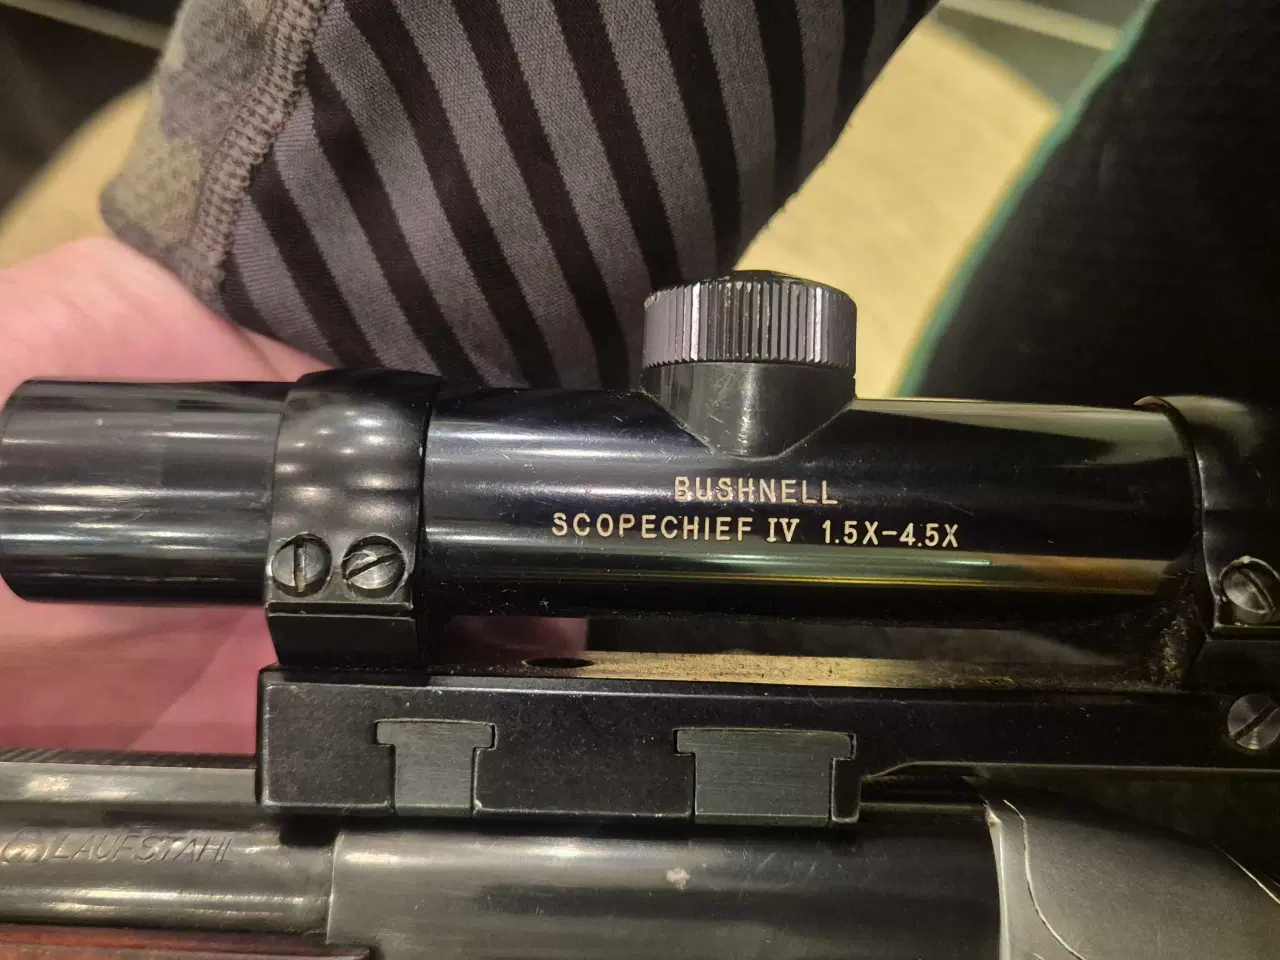 BUSHNELL
SCOPECHIEF IV 1.5X-4.5X
LAUFSTAHL